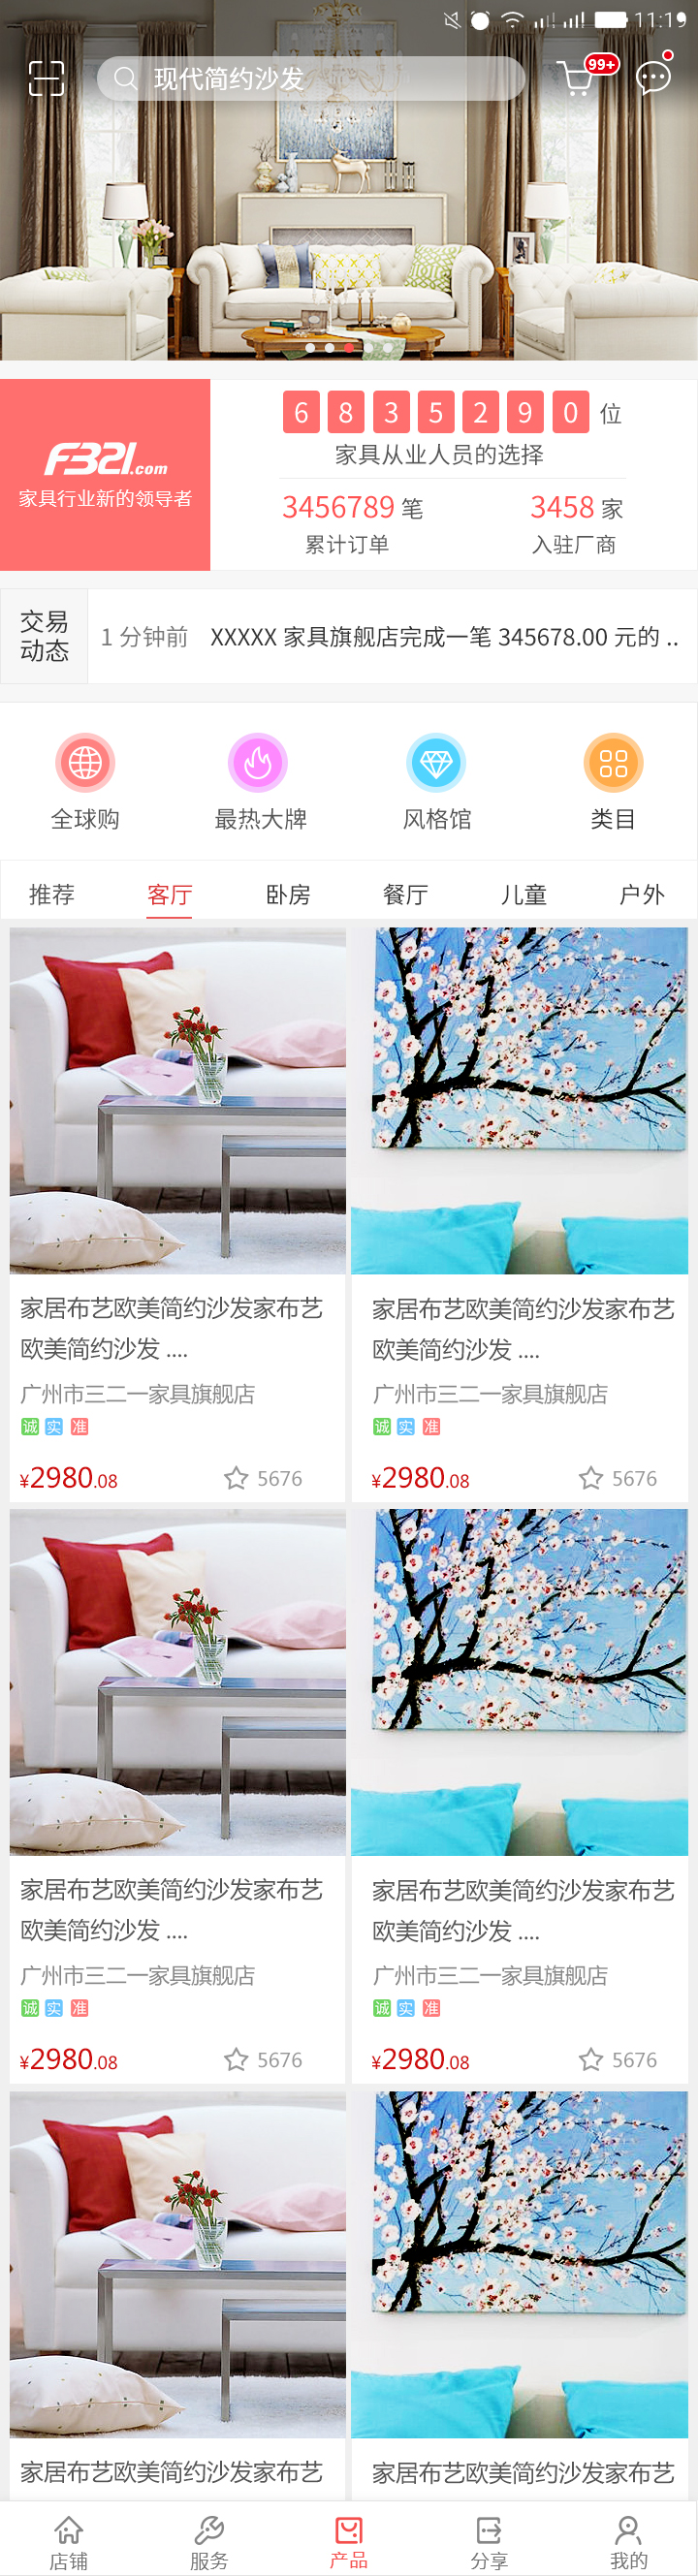 11:19
现代简约沙发
99+
F321.com
家具行业新的领导者
6 8 3 5 2 9 0 位
家具从业人员的选择
3456789 笔
3458 家
累计订单
入驻厂商
交易
动态
1 分钟前 XXXXX 家具旗舰店完成一笔 345678.00 元的 ..
全球购
最热大牌
风格馆
类目
推荐 客厅 卧房 餐厅 儿童 户外
家居布艺欧美简约沙发家布艺
欧美简约沙发 ....
广州市三二一家具旗舰店
诚 实 准
¥2980.08
5676
家居布艺欧美简约沙发家布艺
欧美简约沙发 ....
广州市三二一家具旗舰店
诚 实 准
¥2980.08
5676
家居布艺欧美简约沙发家布艺
欧美简约沙发 ....
广州市三二一家具旗舰店
诚 实 准
¥2980.08
5676
家居布艺欧美简约沙发家布艺
欧美简约沙发 ....
广州市三二一家具旗舰店
诚 实 准
¥2980.08
5676
家居布艺欧美简约沙发家布艺
家居布艺欧美简约沙发家布艺
店铺
服务
产品
分享
我的